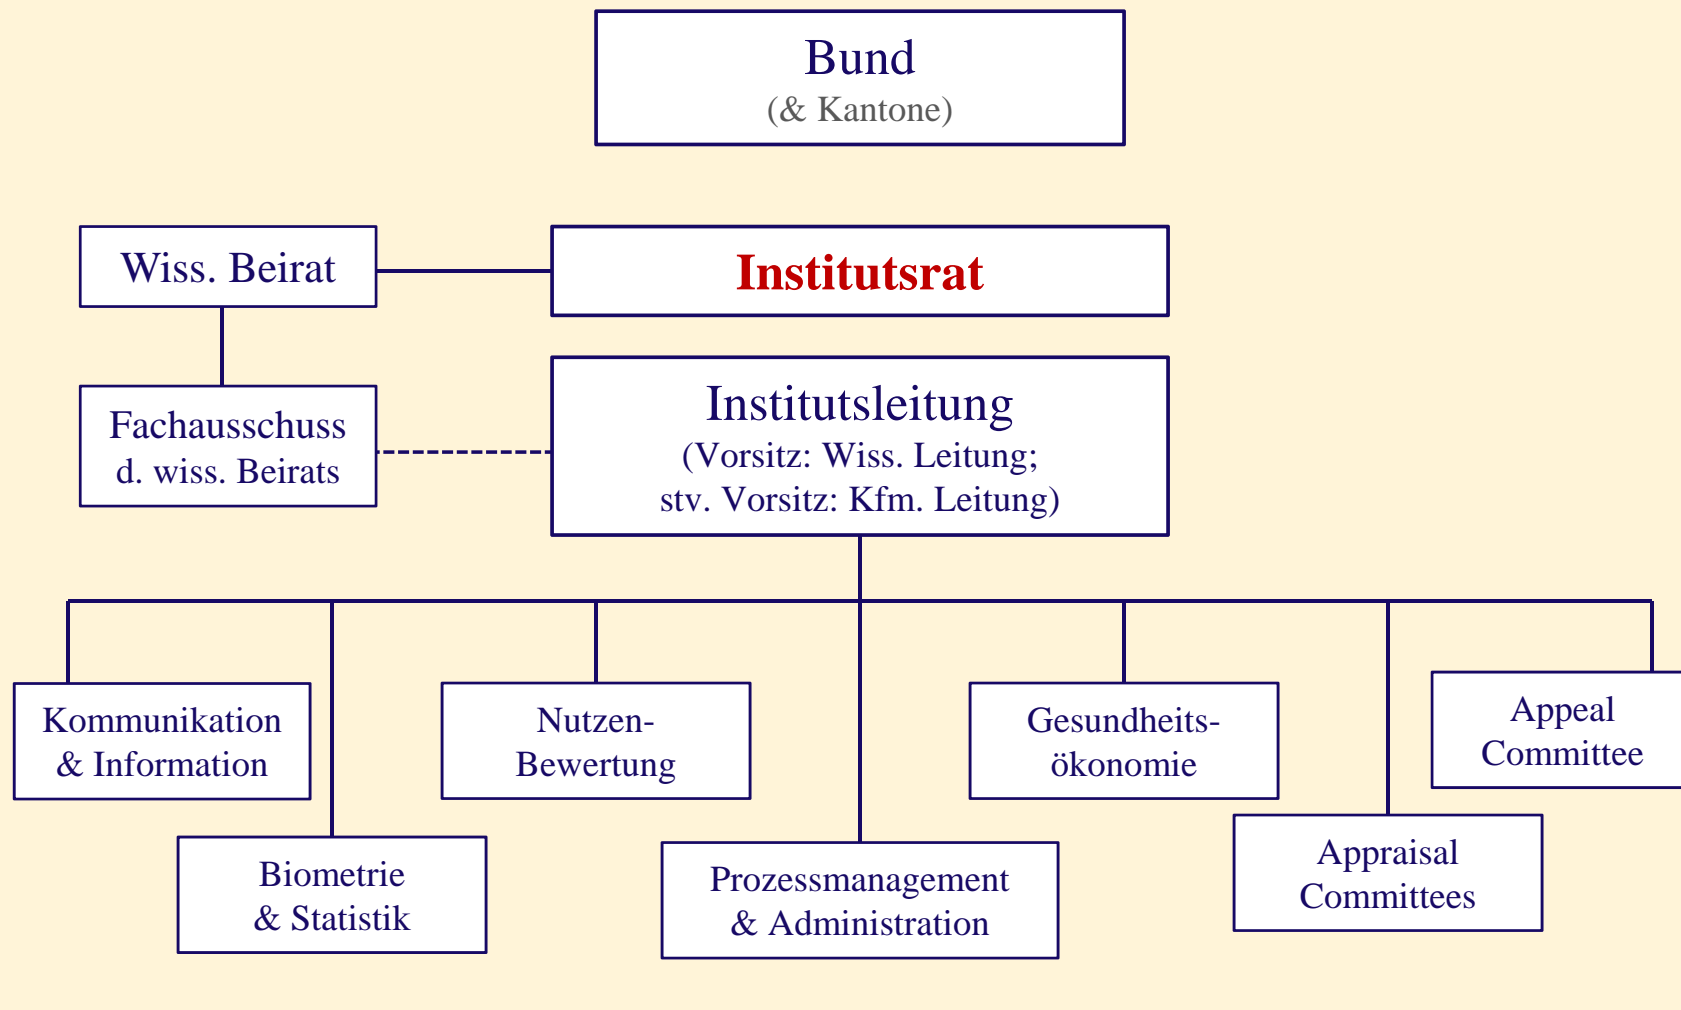 Bund
(& Kantone)
Wiss. Beirat
Institutsrat
Fachausschuss
d. wiss. Beirats
Institutsleitung
(Vorsitz: Wiss. Leitung;
stv. Vorsitz: Kfm. Leitung)
Kommunikation
& Information
Nutzen-
Bewertung
Gesundheits-
ökonomie
Appeal
Committee
Biometrie
& Statistik
Prozessmanagement
& Administration
Appraisal
Committees